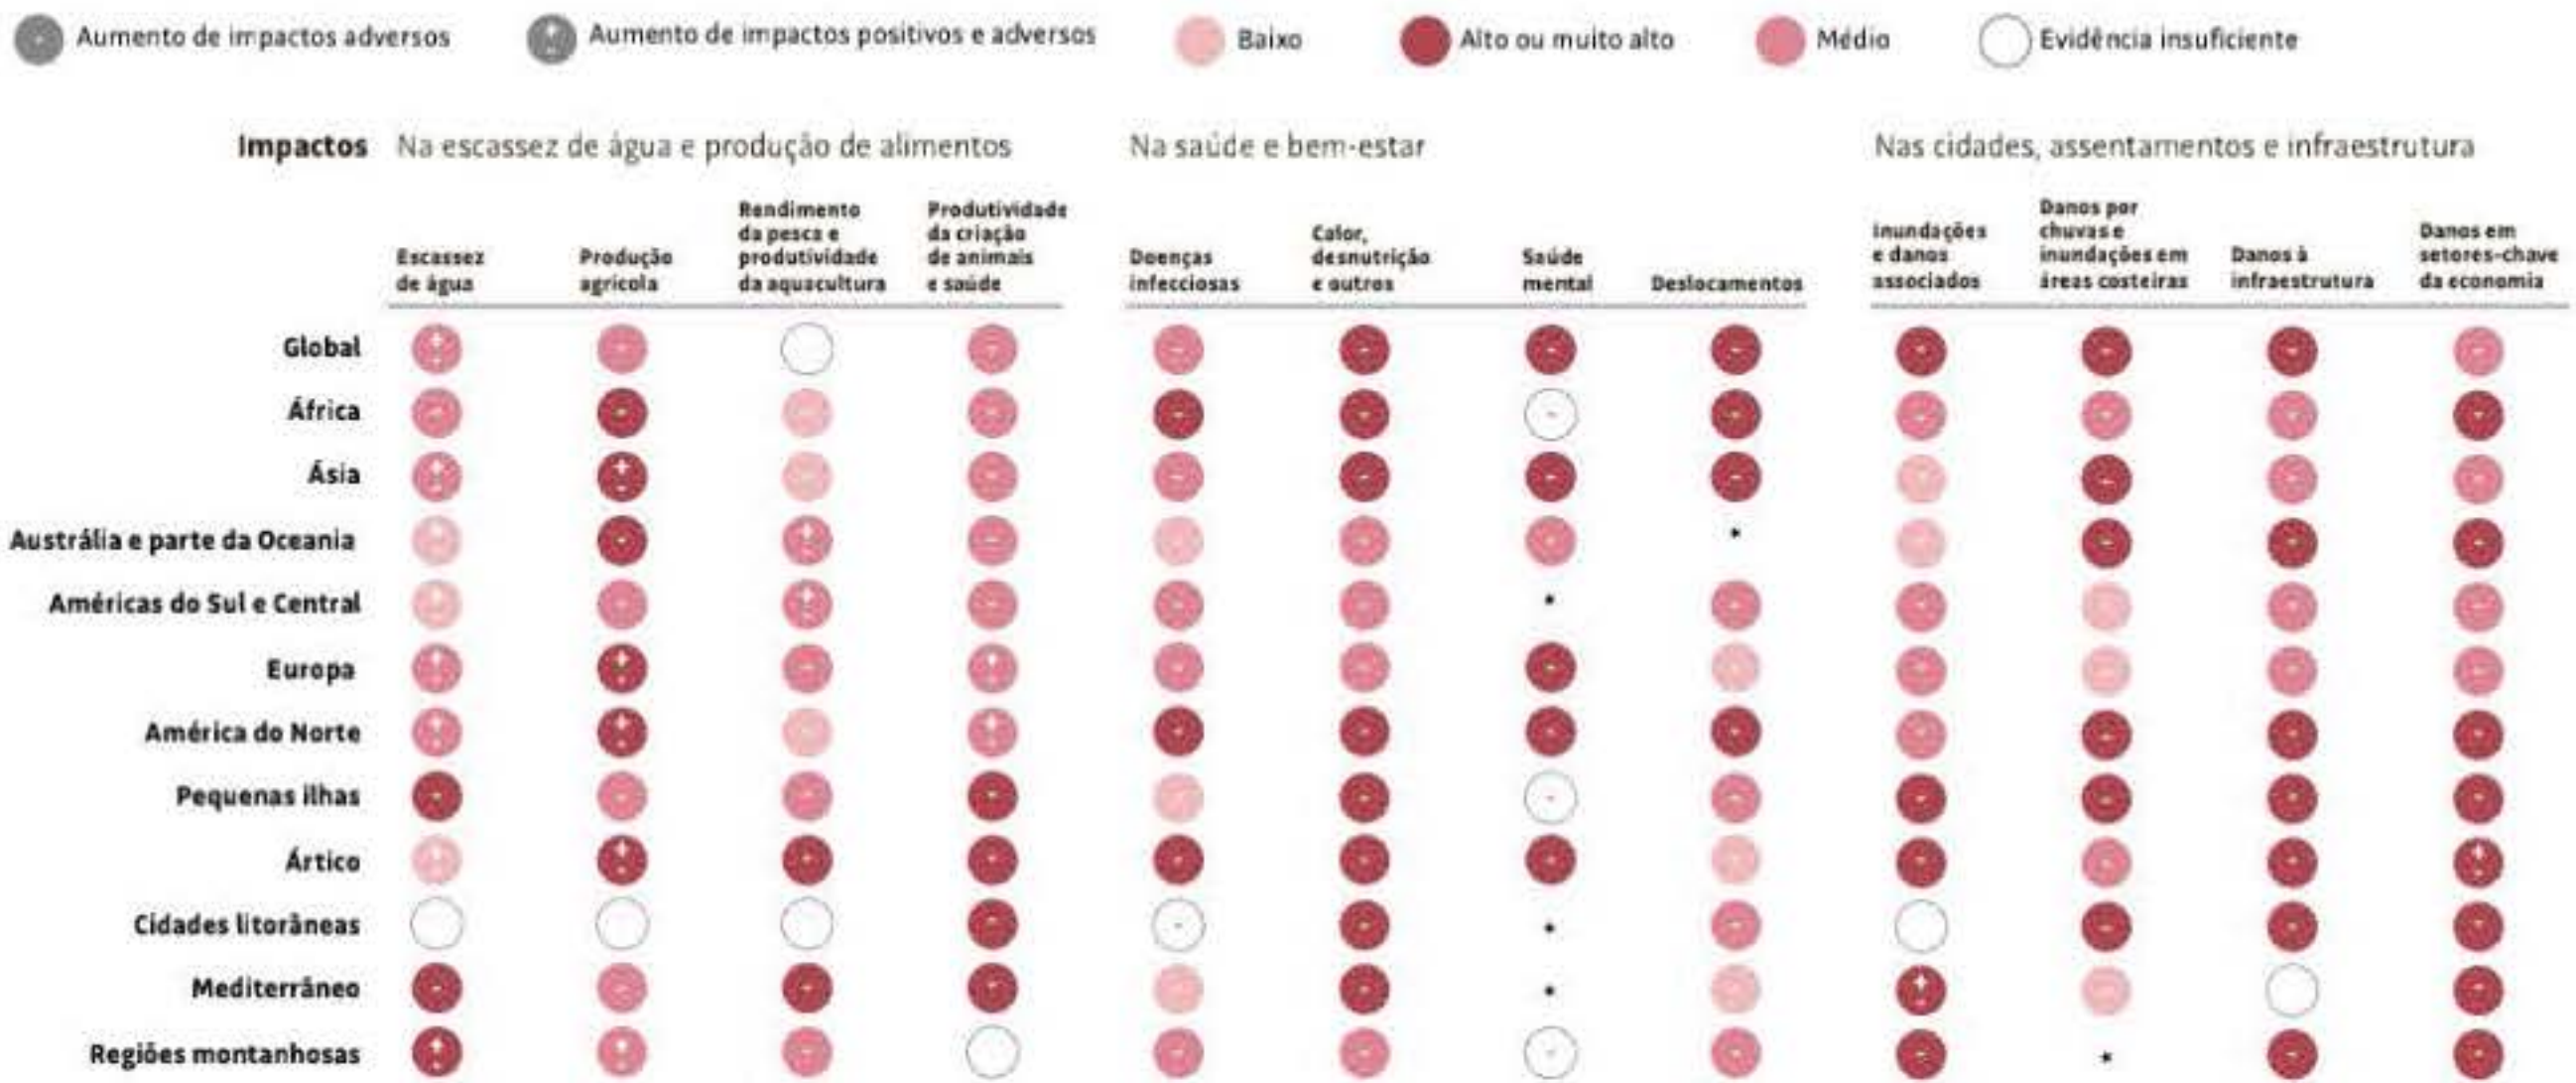 Aumento de impactos adversos
Aumento de impactos positivos e adversos
Baixo
Alto ou muito alto
Médio
Evidência insuficiente
Impactos
Na escassez de água e produção de alimentos
Na saúde e bem-estar
Nas cidades, assentamentos e infraestrutura
Escassez
de água
Produção
agrícola
Rendimento
da pesca e
produtividade
da aquacultura
Produtividade
da criação
de animais
e saúde
Doenças
infecciosas
Calor,
desnutrição
e outros
Saúde
mental
Deslocamentos
Inundações
e danos
associados
Danos por
chuvas e
inundações em
áreas costeiras
Danos à
infraestrutura
Danos em
setores-chave
da economia
Global
África
Ásia
Austrália e parte da Oceania
Américas do Sul e Central
Europa
América do Norte
Pequenas ilhas
Ártico
Cidades litorâneas
Mediterrâneo
Regiões montanhosas